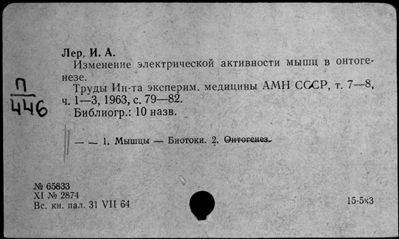 Лер, И. А.
Изменение электрической активности мышц в онтоге-
незе.
Труды Ин-та эксперим. медицины АМН СССР, т. 7—8,
ч. 1—3, 1963, с. 79—82.
Библиогр.: 10 назв.
П
446
— — 1. Мышцы — Биотоки. 2. Онтогенез.
№ 65833
XI № 2874
Вс. кн. пал. 31 VII 64
15-5к3